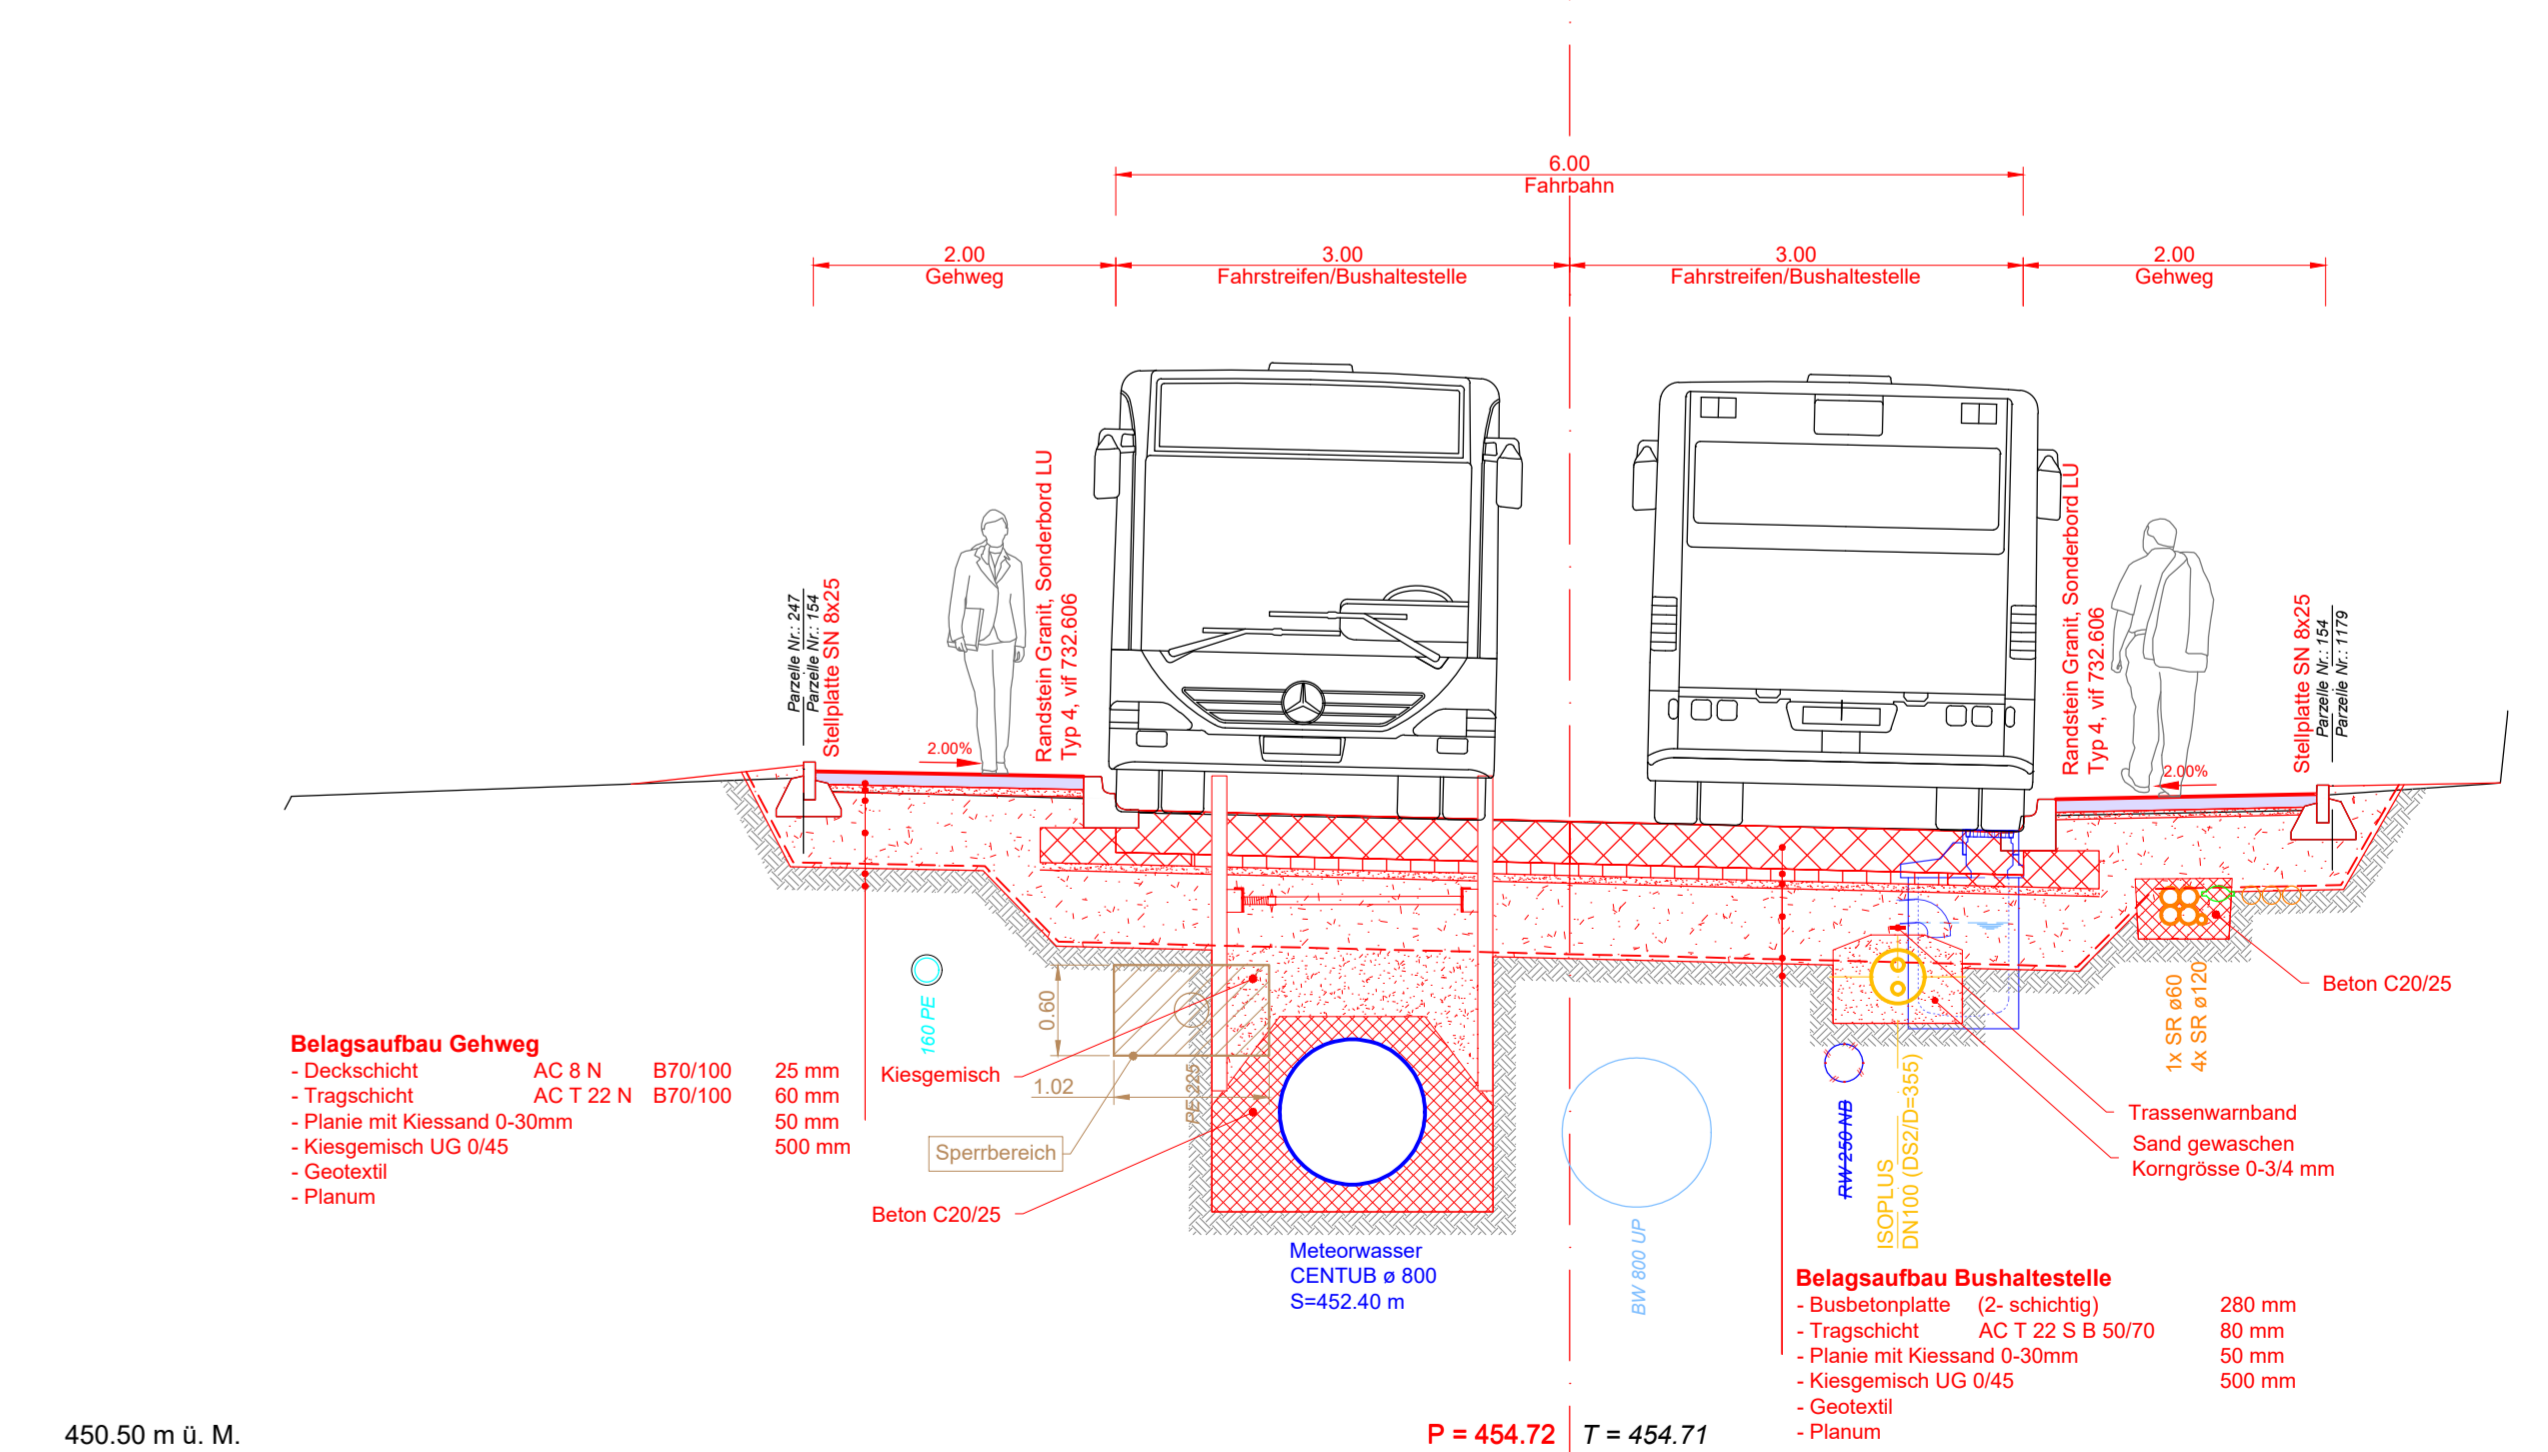 6.00
Fahrbahn
2.00
Gehweg
3.00
Fahrstreifen/Bushaltestelle
3.00
Fahrstreifen/Bushaltestelle
2.00
Gehweg
Parzelle Nr.: 247
Parzelle Nr.: 154
Stellplatte SN 8x25
2.00%
Randstein Granit, Sonderbord LU
Typ 4, vif 732.606
Randstein Granit, Sonderbord LU
Typ 4, vif 732.606
2.00%
Stellplatte SN 8x25
Parzelle Nr.: 154
Parzelle Nr.: 1179
160 PE
0.60
1.02
PE 225
Kiesgemisch
Sperrbereich
Beton C20/25
Belagsaufbau Gehweg
- Deckschicht AC 8 N B70/100 25 mm
- Tragschicht AC T 22 N B70/100 60 mm
- Planie mit Kiessand 0-30mm 50 mm
- Kiesgemisch UG 0/45 500 mm
- Geotextil
- Planum
Meteorwasser
CENTUB ø 800
S=452.40 m
BW 800 UP
RW 250 NB
ISOPLUS
DN100 (DS2/D=355)
1x SR ø60
4x SR ø120
Beton C20/25
Trassenwarnband
Sand gewaschen
Korngrösse 0-3/4 mm
Belagsaufbau Bushaltestelle
- Busbetonplatte (2- schichtig) 280 mm
- Tragschicht AC T 22 S B 50/70 80 mm
- Planie mit Kiessand 0-30mm 50 mm
- Kiesgemisch UG 0/45 500 mm
- Geotextil
- Planum
450.50 m ü. M.
P = 454.72
T = 454.71